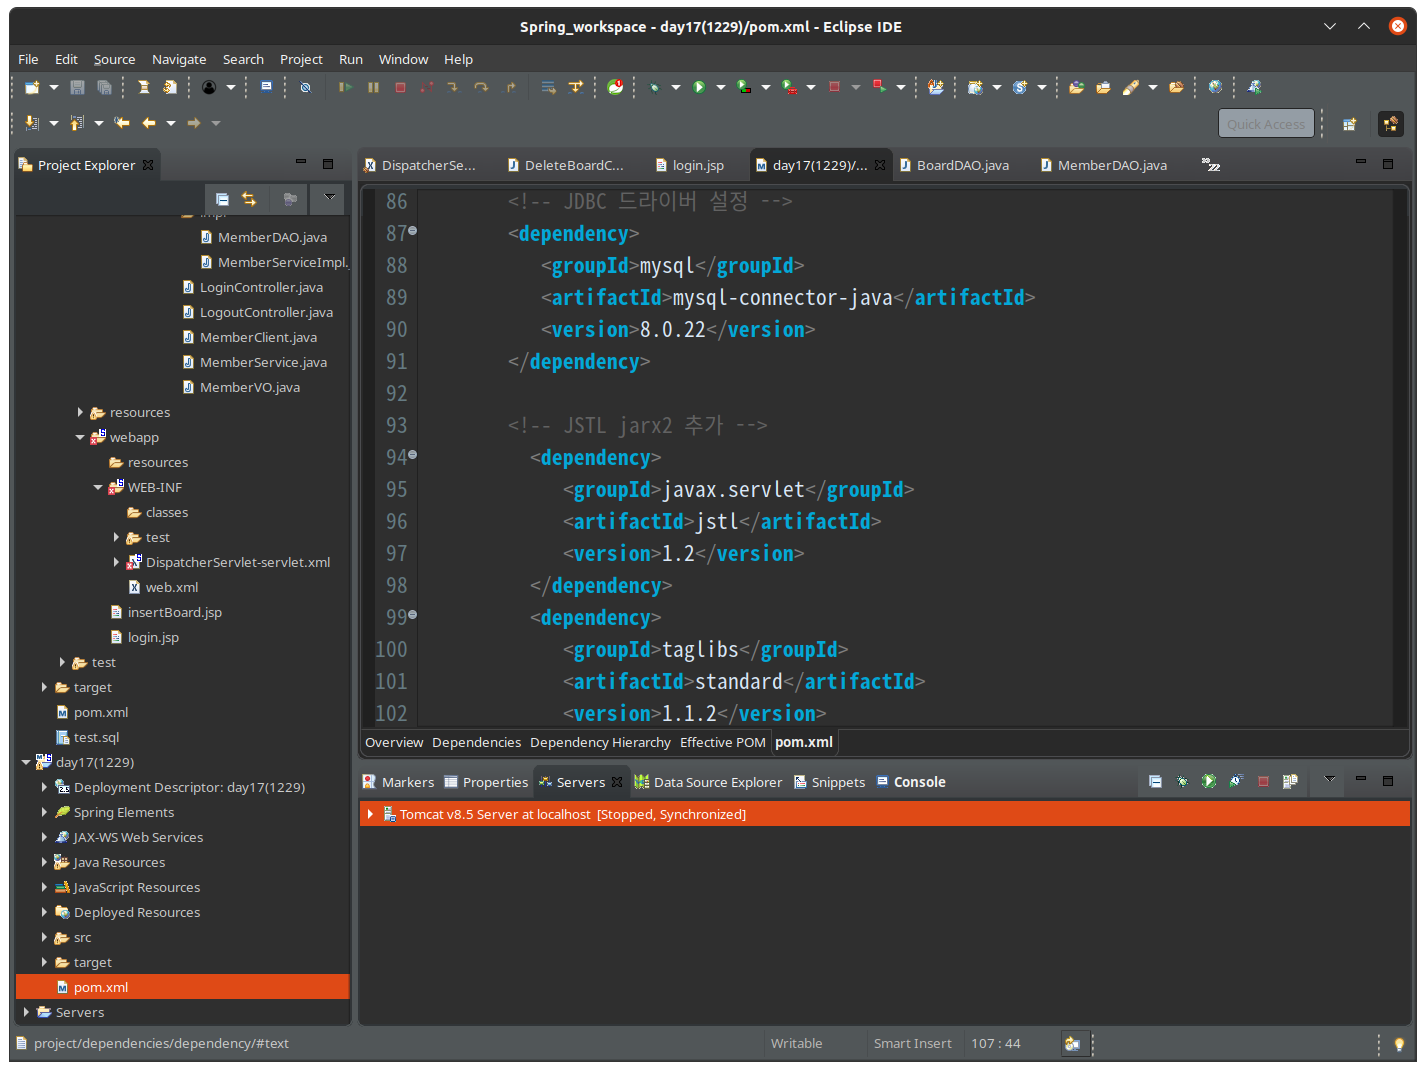 Spring_workspace - day17(1229)/pom.xml - Eclipse IDE
File Edit Source Navigate Search Project Run Window Help
Quick Access
Project Explorer
impl
MemberDAO.java
MemberServiceImpl.
LoginController.java
LogoutController.java
MemberClient.java
MemberService.java
MemberVO.java
resources
webapp
resources
WEB-INF
classes
test
DispatcherServlet-servlet.xml
web.xml
insertBoard.jsp
login.jsp
test
target
pom.xml
test.sql
day17(1229)
Deployment Descriptor: day17(1229)
Spring Elements
JAX-WS Web Services
Java Resources
JavaScript Resources
Deployed Resources
src
target
pom.xml
Servers
DispatcherSe... DeleteBoardC... login.jsp day17(1229)/... BoardDAO.java MemberDAO.java
86 <!-- JDBC 드라이버 설정 -->
87 <dependency>
88 <groupId>mysql</groupId>
89 <artifactId>mysql-connector-java</artifactId>
90 <version>8.0.22</version>
91 </dependency>
92
93 <!-- JSTL jarx2 추가 -->
94 <dependency>
95 <groupId>javax.servlet</groupId>
96 <artifactId>jstl</artifactId>
97 <version>1.2</version>
98 </dependency>
99 <dependency>
100 <groupId>taglibs</groupId>
101 <artifactId>standard</artifactId>
102 <version>1.1.2</version>
Overview Dependencies Dependency Hierarchy Effective POM pom.xml
Markers Properties Servers Data Source Explorer Snippets Console
Tomcat v8.5 Server at localhost [Stopped, Synchronized]
project/dependencies/dependency/#text Writable Smart Insert 107 : 44